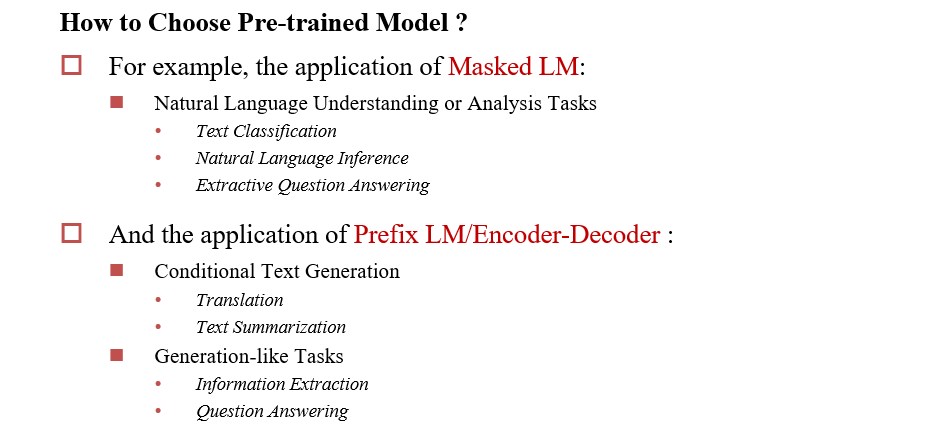 How to Choose Pre-trained Model ?
For example, the application of Masked LM:
Natural Language Understanding or Analysis Tasks
Text Classification
Natural Language Inference
Extractive Question Answering
And the application of Prefix LM/Encoder-Decoder :
Conditional Text Generation
Translation
Text Summarization
Generation-like Tasks
Information Extraction
Question Answering